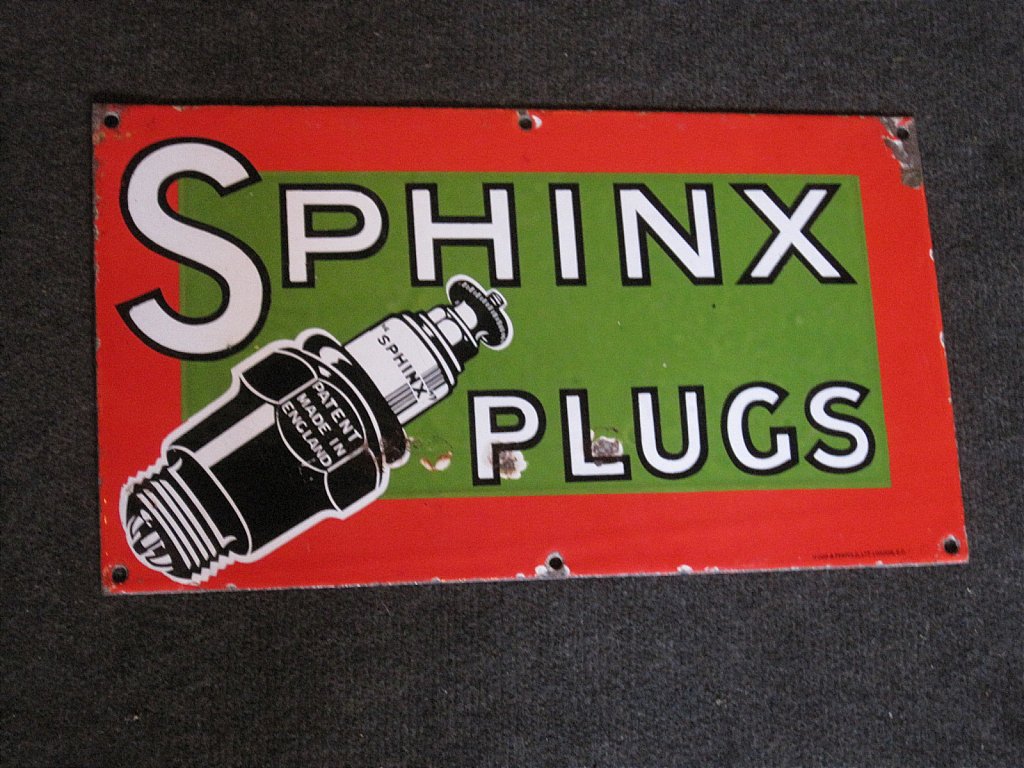 SPHINX
PLUGS
"SPHINX"
PATENT
MADE IN
ENGLAND